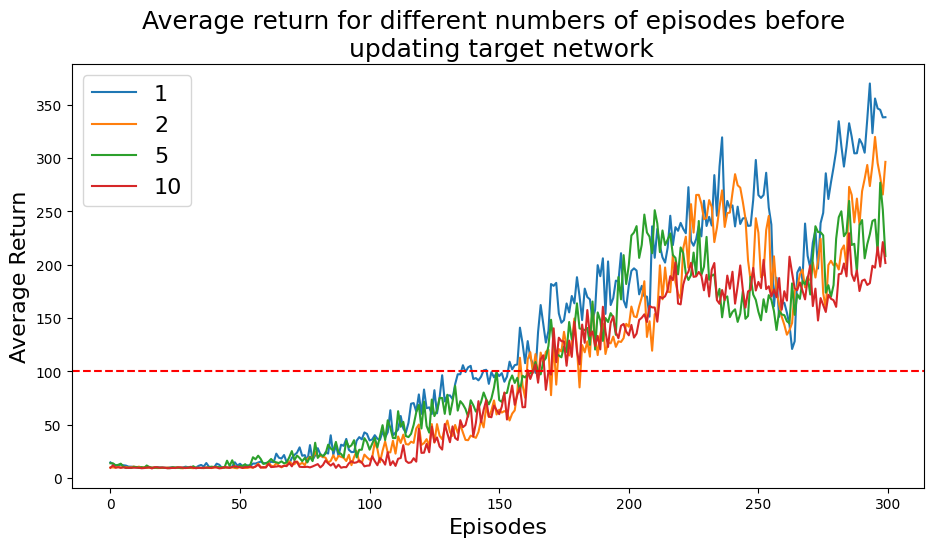 Average return for different numbers of episodes before
updating target network
1
2
5
10
Average Return
350
300
250
200
150
100
50
0
0 50 100 150 200 250 300
Episodes